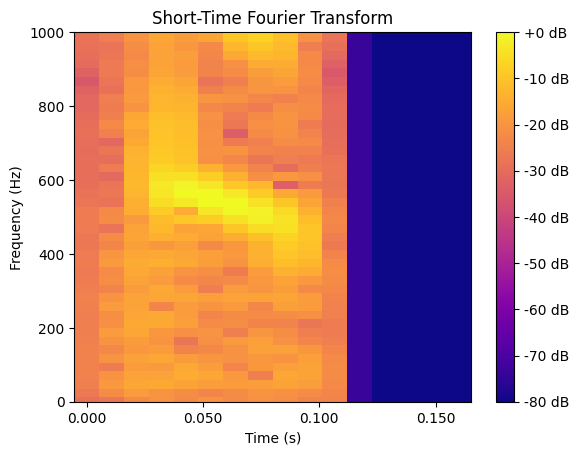 Short-Time Fourier Transform
1000
800
600
400
200
0
Frequency (Hz)
0.000
0.050
0.100
0.150
Time (s)
+0 dB
-10 dB
-20 dB
-30 dB
-40 dB
-50 dB
-60 dB
-70 dB
-80 dB